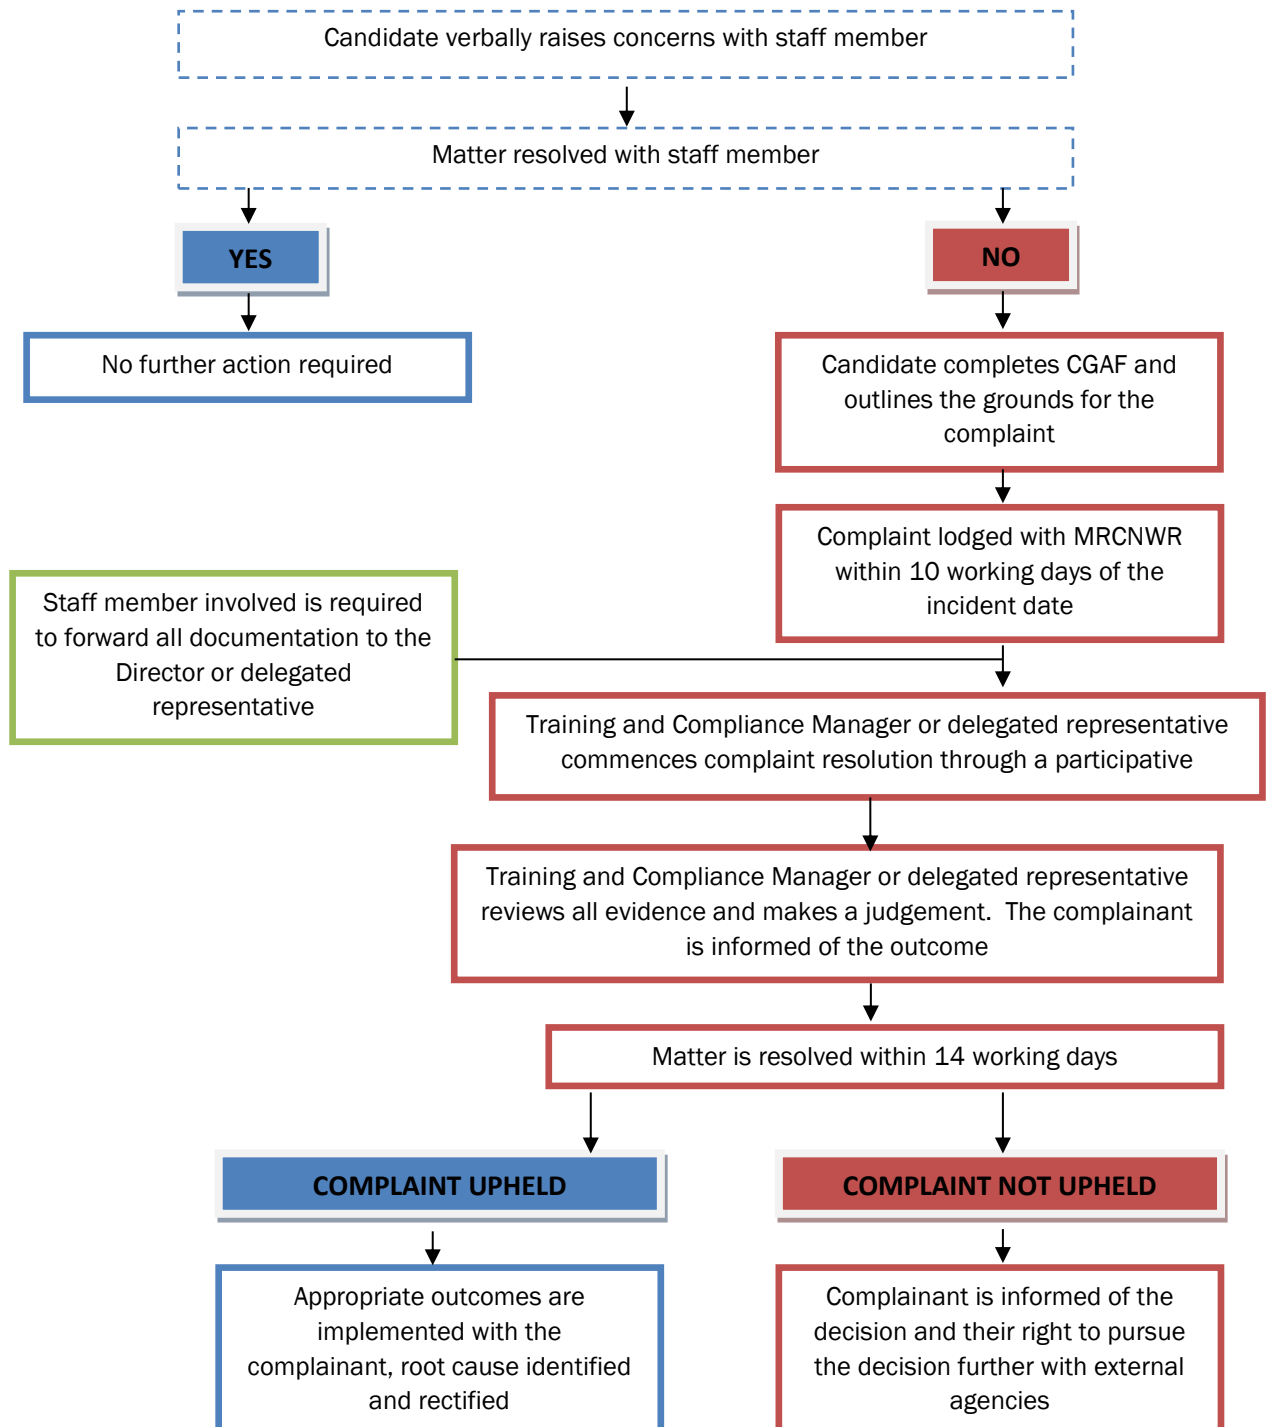 Candidate verbally raises concerns with staff member
Matter resolved with staff member
YES
NO
No further action required
Candidate completes CGAF and
outlines the grounds for the
complaint
Complaint lodged with MRCNWR
within 10 working days of the
incident date
Staff member involved is required
to forward all documentation to the
Director or delegated
representative
Training and Compliance Manager or delegated representative
commences complaint resolution through a participative
Training and Compliance Manager or delegated representative
reviews all evidence and makes a judgement.  The complainant
is informed of the outcome
Matter is resolved within 14 working days
COMPLAINT UPHELD
COMPLAINT NOT UPHELD
Appropriate outcomes are
implemented with the
complainant, root cause identified
and rectified
Complainant is informed of the
decision and their right to pursue
the decision further with external
agencies